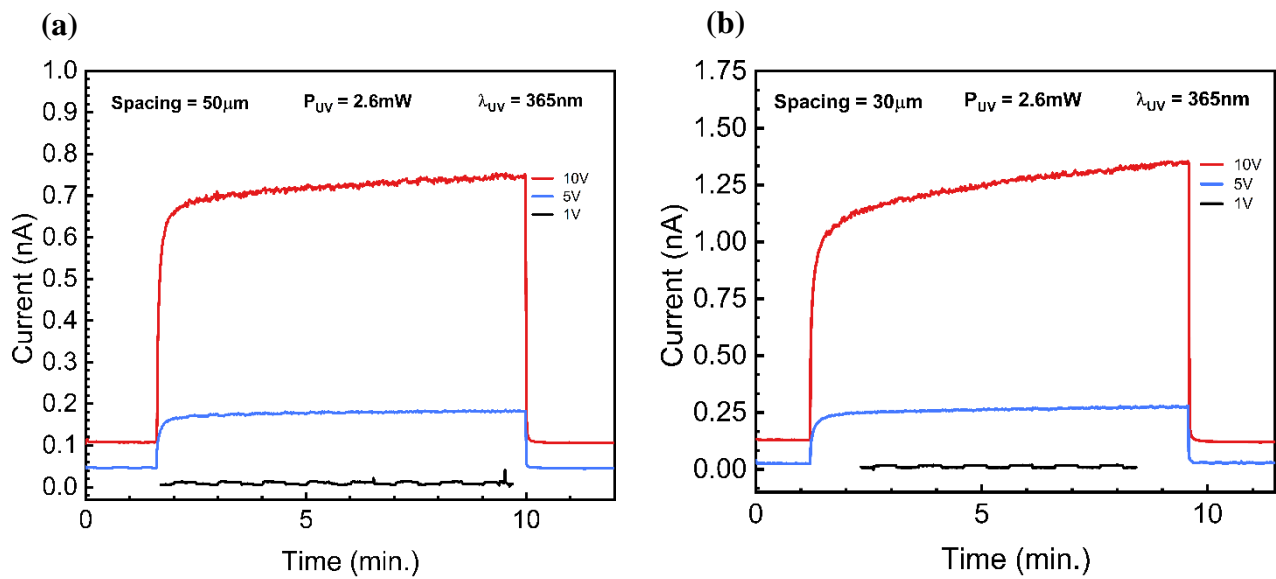 (a)
Spacing = 50μm P_UV = 2.6mW λ_UV = 365nm
10V
5V
1V
1.0
0.9
0.8
0.7
0.6
0.5
0.4
0.3
0.2
0.1
0.0
Current (nA)
0 5 10
Time (min.)
(b)
Spacing = 30μm P_UV = 2.6mW λ_UV = 365nm
10V
5V
1V
1.75
1.50
1.25
1.00
0.75
0.50
0.25
0.00
Current (nA)
0 5 10
Time (min.)